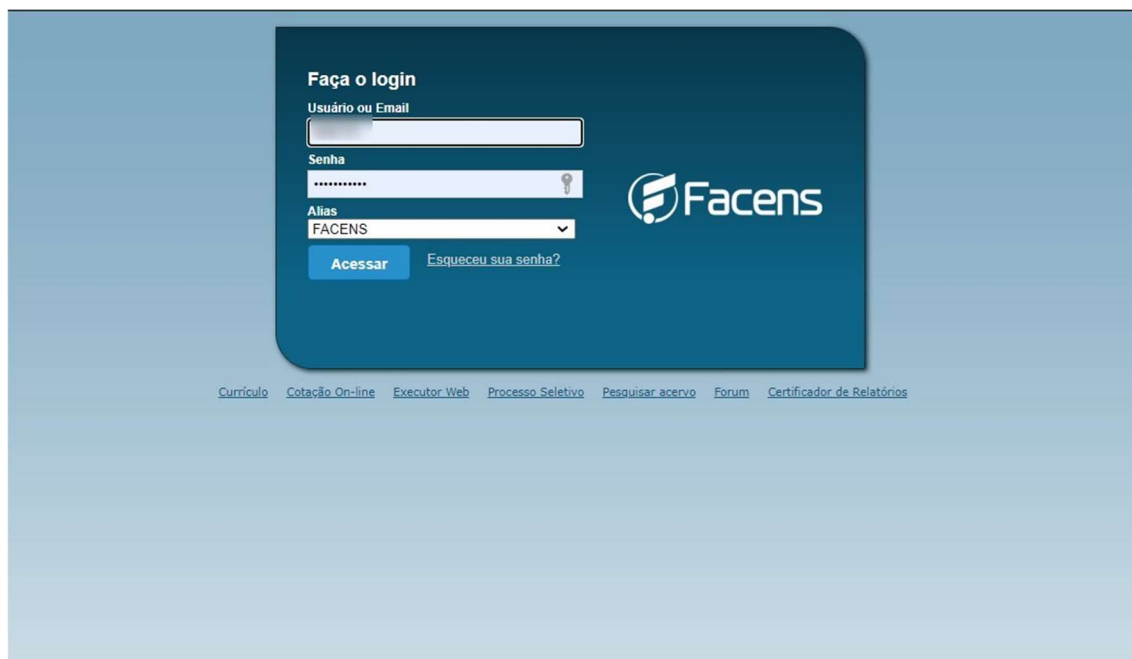 Faça o login
Usuário ou Email
Senha
•••••••••••
Alias
FACENS
Acessar Esqueceu sua senha?
Facens
Currículo Cotação On-line Executor Web Processo Seletivo Pesquisar acervo Forum Certificador de Relatórios